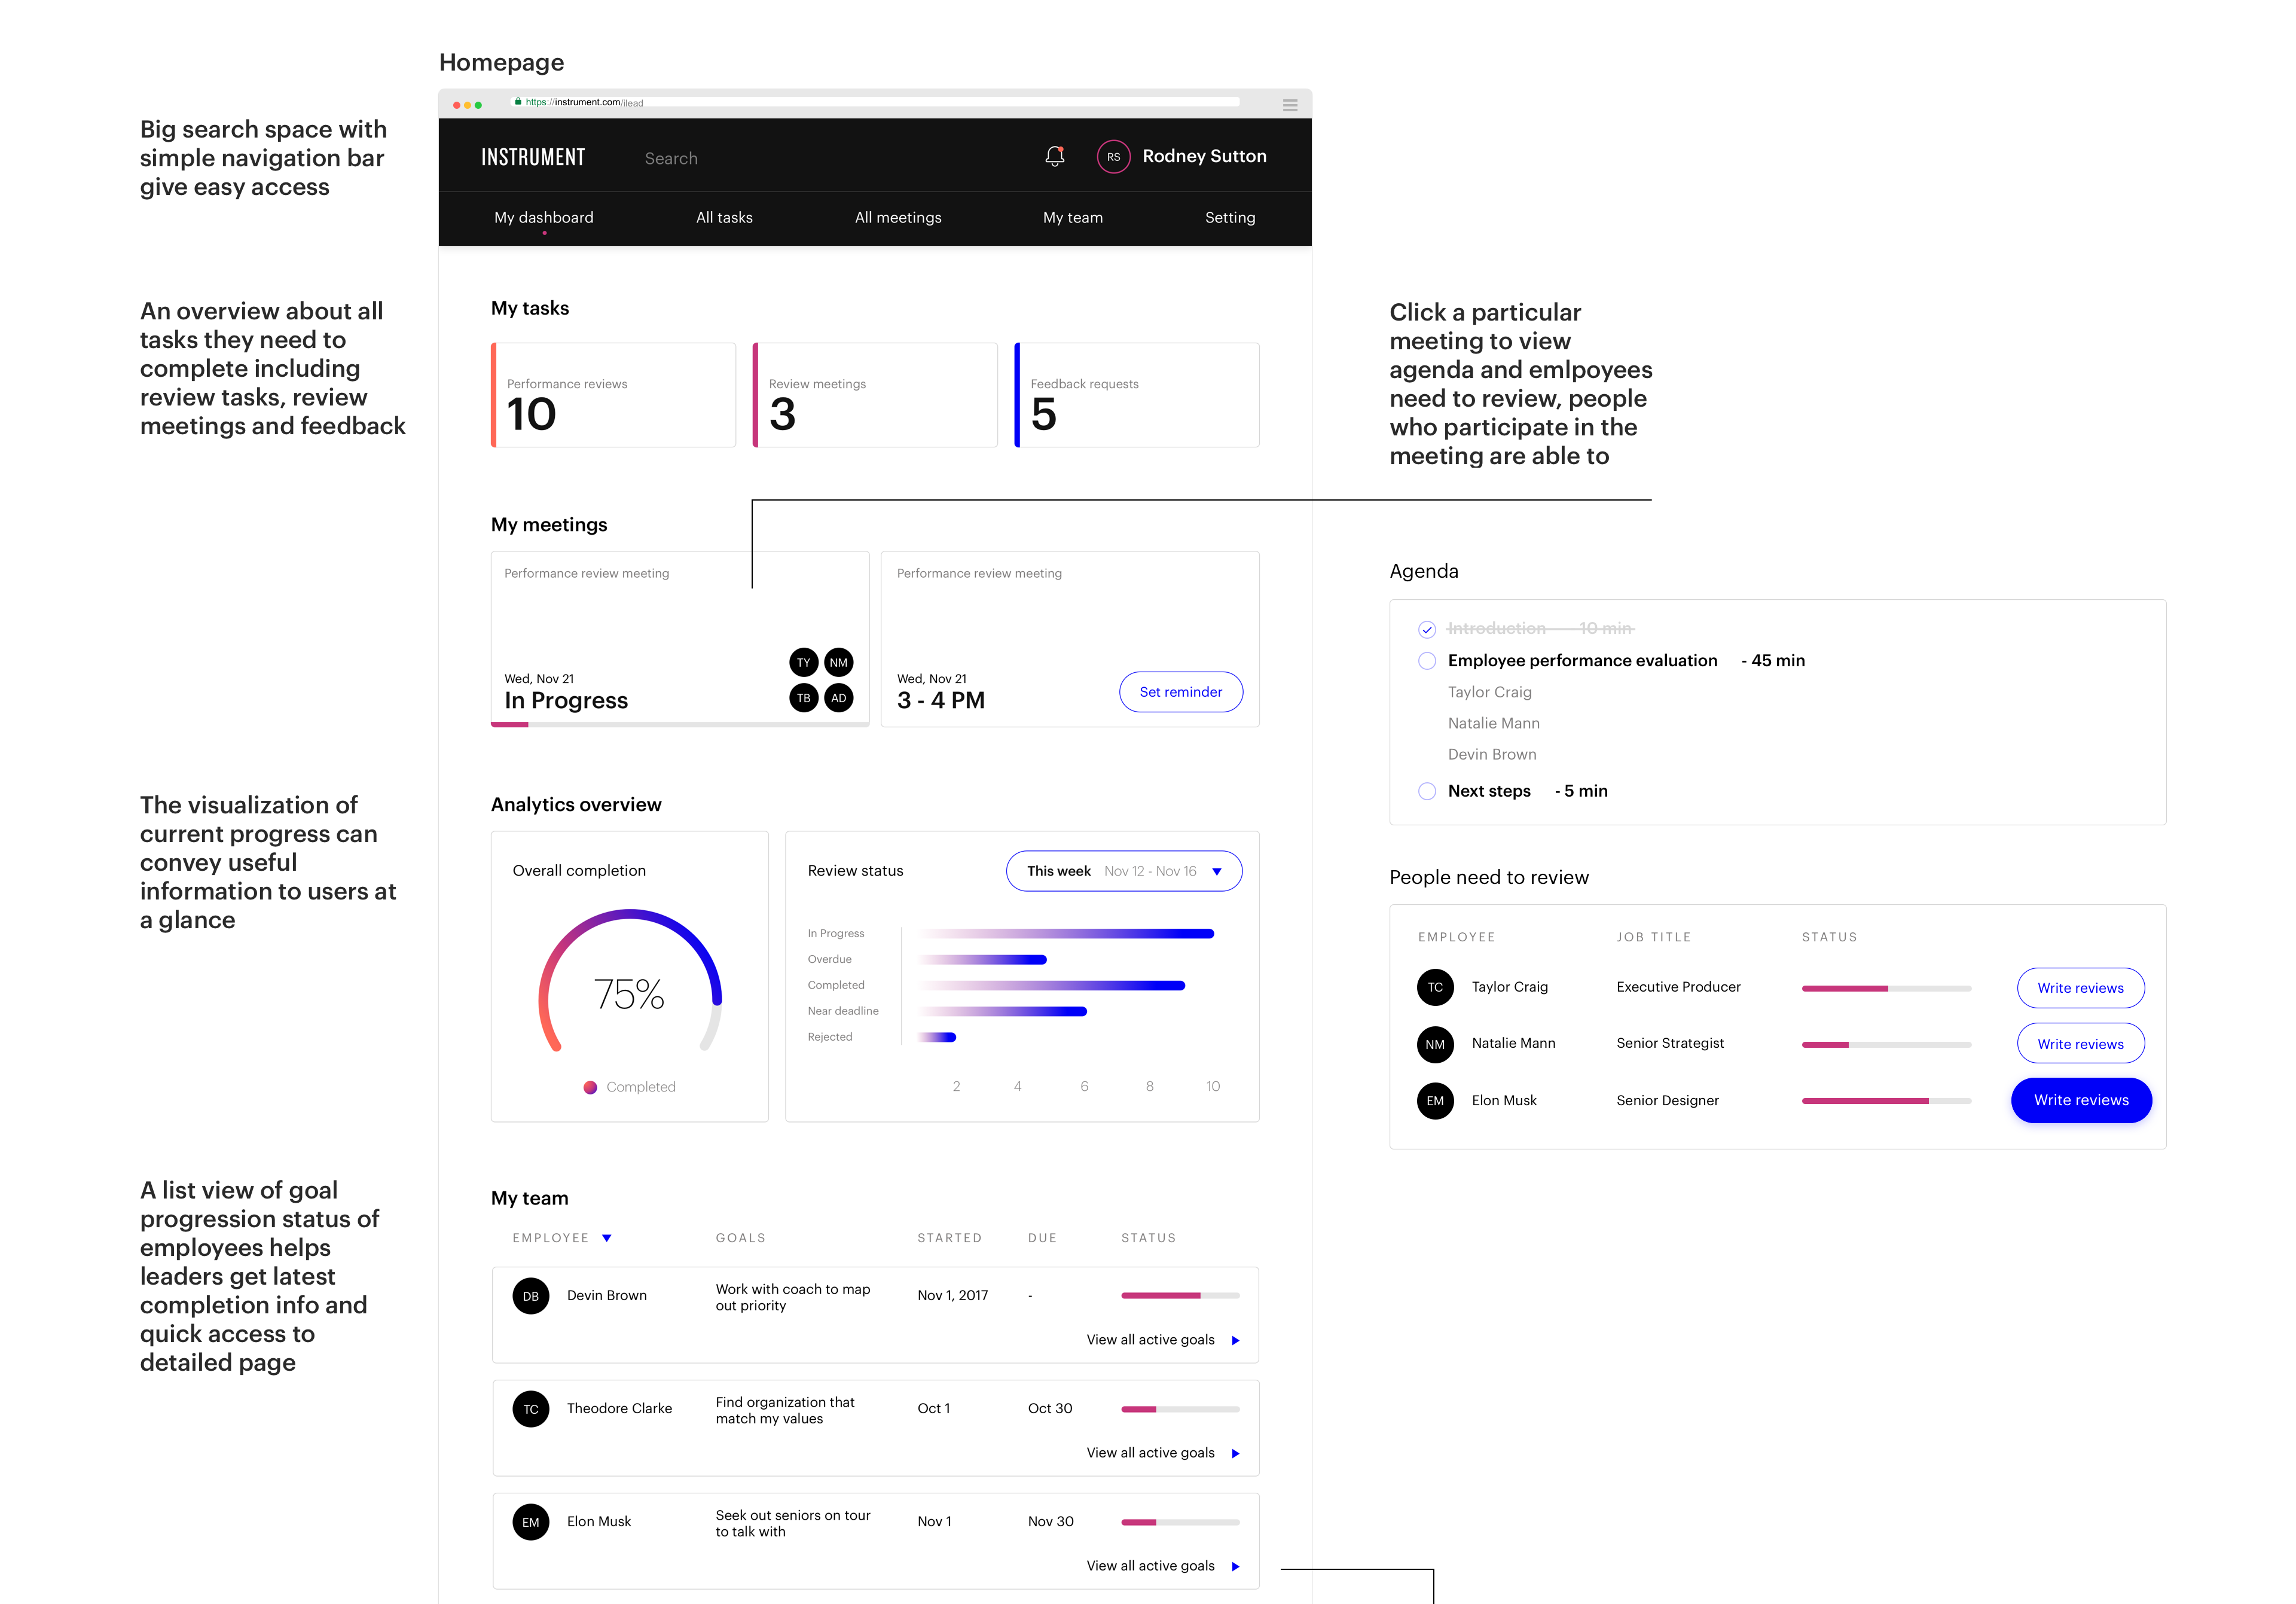 Homepage
Big search space with
simple navigation bar
give easy access
https://instrument.com/ilead
INSTRUMENT
Search
RS
Rodney Sutton
My dashboard
All tasks
All meetings
My team
Setting
An overview about all
tasks they need to
complete including
review tasks, review
meetings and feedback
My tasks
Performance reviews
10
Review meetings
3
Feedback requests
5
Click a particular
meeting to view
agenda and emlpoyees
need to review, people
who participate in the
meeting are able to
My meetings
Performance review meeting
Wed, Nov 21
In Progress
TY
NM
TB
AD
Performance review meeting
Wed, Nov 21
3 - 4 PM
Set reminder
Agenda
Introduction - 10 min
Employee performance evaluation - 45 min
Taylor Craig
Natalie Mann
Devin Brown
Next steps - 5 min
The visualization of
current progress can
convey useful
information to users at
a glance
Analytics overview
Overall completion
75%
Completed
Review status
This week Nov 12 - Nov 16
In Progress
Overdue
Completed
Near deadline
Rejected
2 4 6 8 10
People need to review
EMPLOYEE JOB TITLE STATUS
TC Taylor Craig Executive Producer Write reviews
NM Natalie Mann Senior Strategist Write reviews
EM Elon Musk Senior Designer Write reviews
A list view of goal
progression status of
employees helps
leaders get latest
completion info and
quick access to
detailed page
My team
EMPLOYEE GOALS STARTED DUE STATUS
DB Devin Brown
Work with coach to map
out priority
Nov 1, 2017 -
View all active goals
TC Theodore Clarke
Find organization that
match my values
Oct 1 Oct 30
View all active goals
EM Elon Musk
Seek out seniors on tour
to talk with
Nov 1 Nov 30
View all active goals